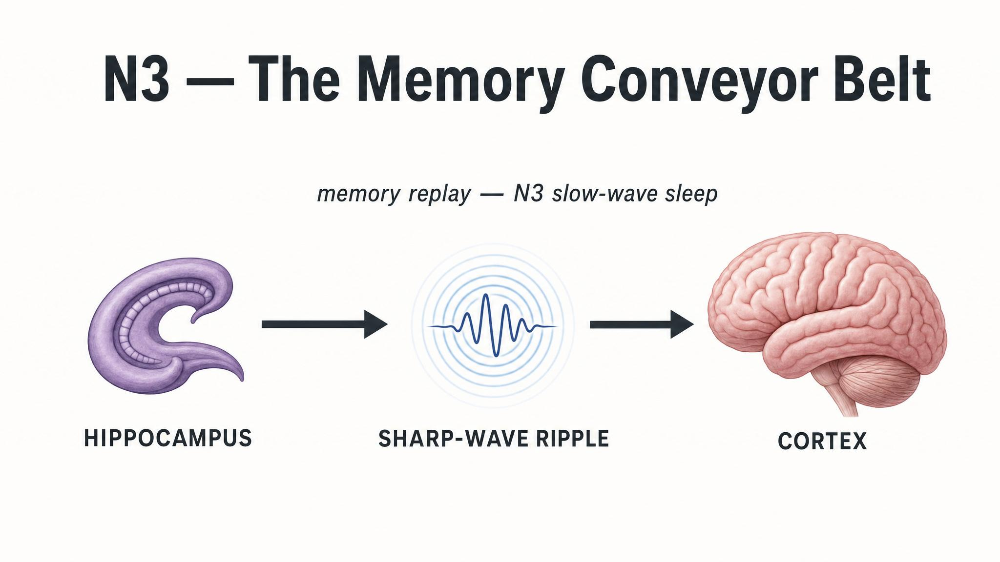 N3 — The Memory Conveyor Belt
memory replay — N3 slow-wave sleep
HIPPOCAMPUS
SHARP-WAVE RIPPLE
CORTEX